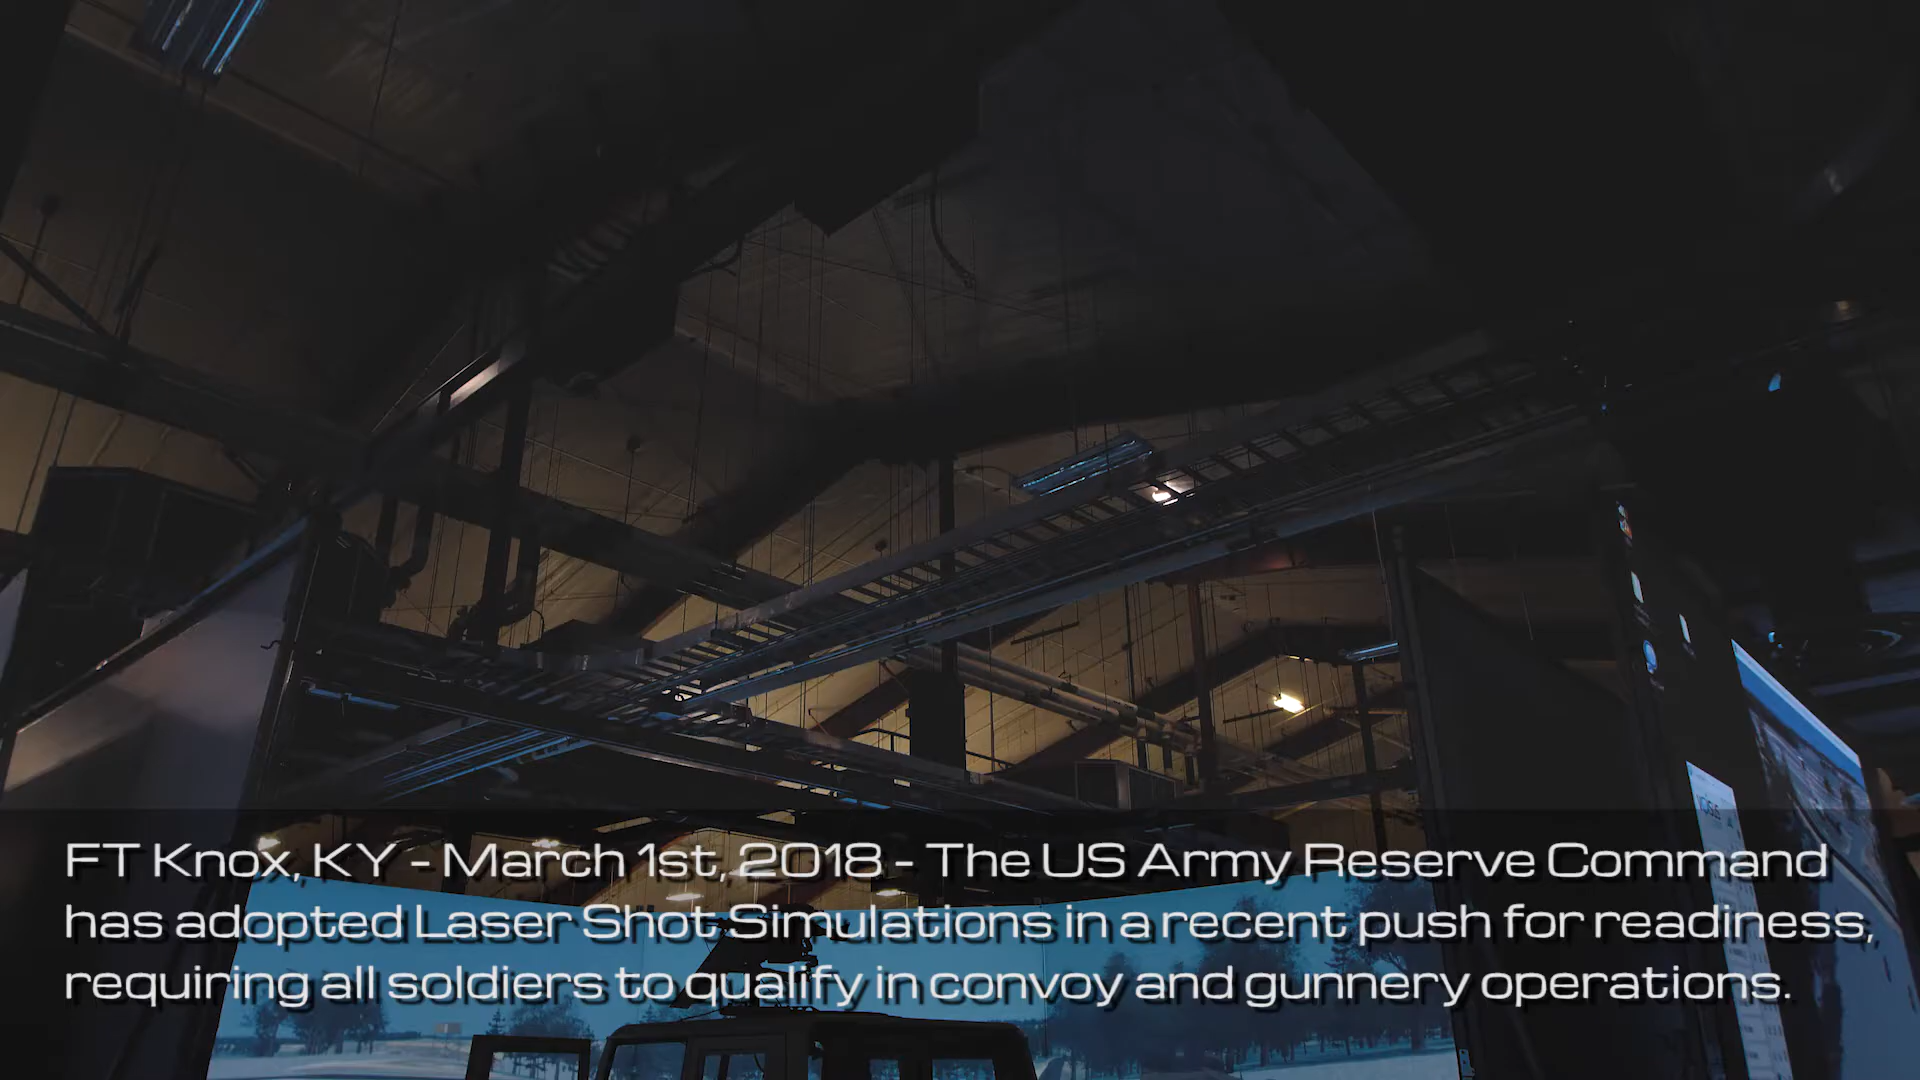 FT Knox, KY - March 1st, 2018 - The US Army Reserve Command
has adopted Laser Shot Simulations in a recent push for readiness,
requiring all soldiers to qualify in convoy and gunnery operations.